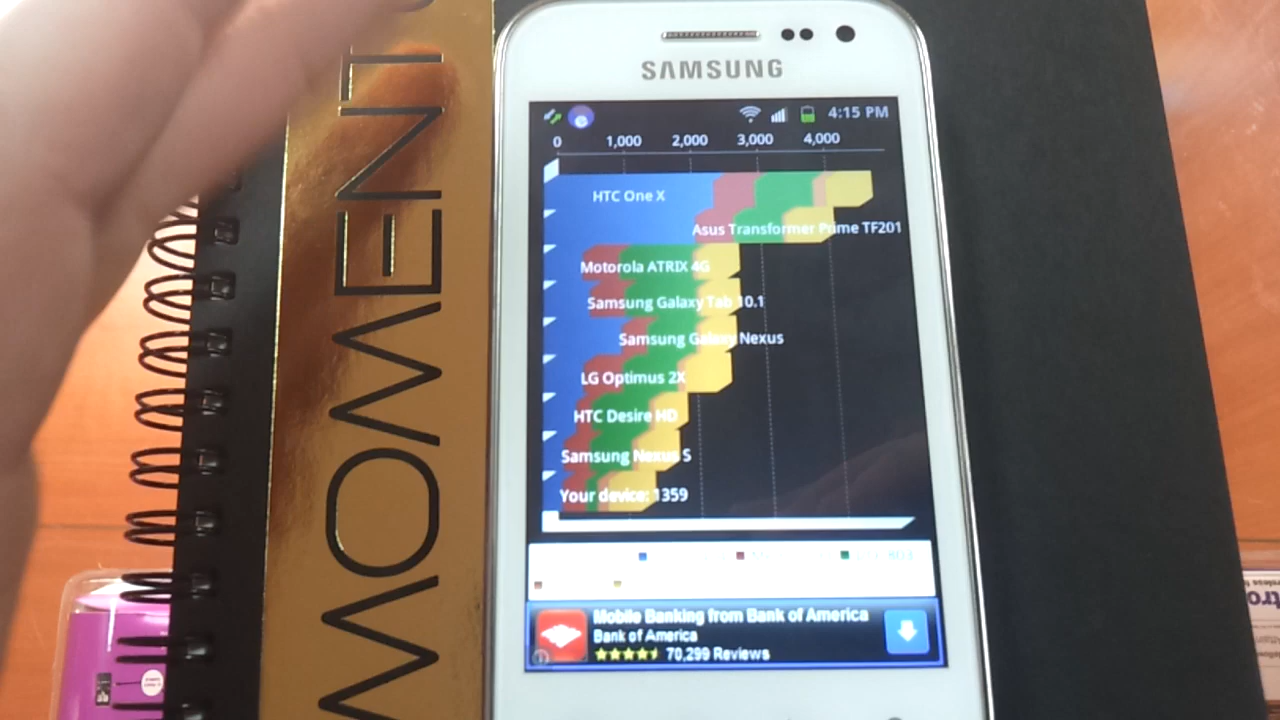 SAMSUNG
4:15 PM
0 1,000 2,000 3,000 4,000
HTC One X
Asus Transformer Prime TF201
Motorola ATRIX 4G
Samsung Galaxy Tab 10.1
Samsung Galaxy Nexus
LG Optimus 2X
HTC Desire HD
Samsung Nexus S
Your device: 1359
Mobile Banking from Bank of America
Bank of America
70,299 Reviews
MOMENT